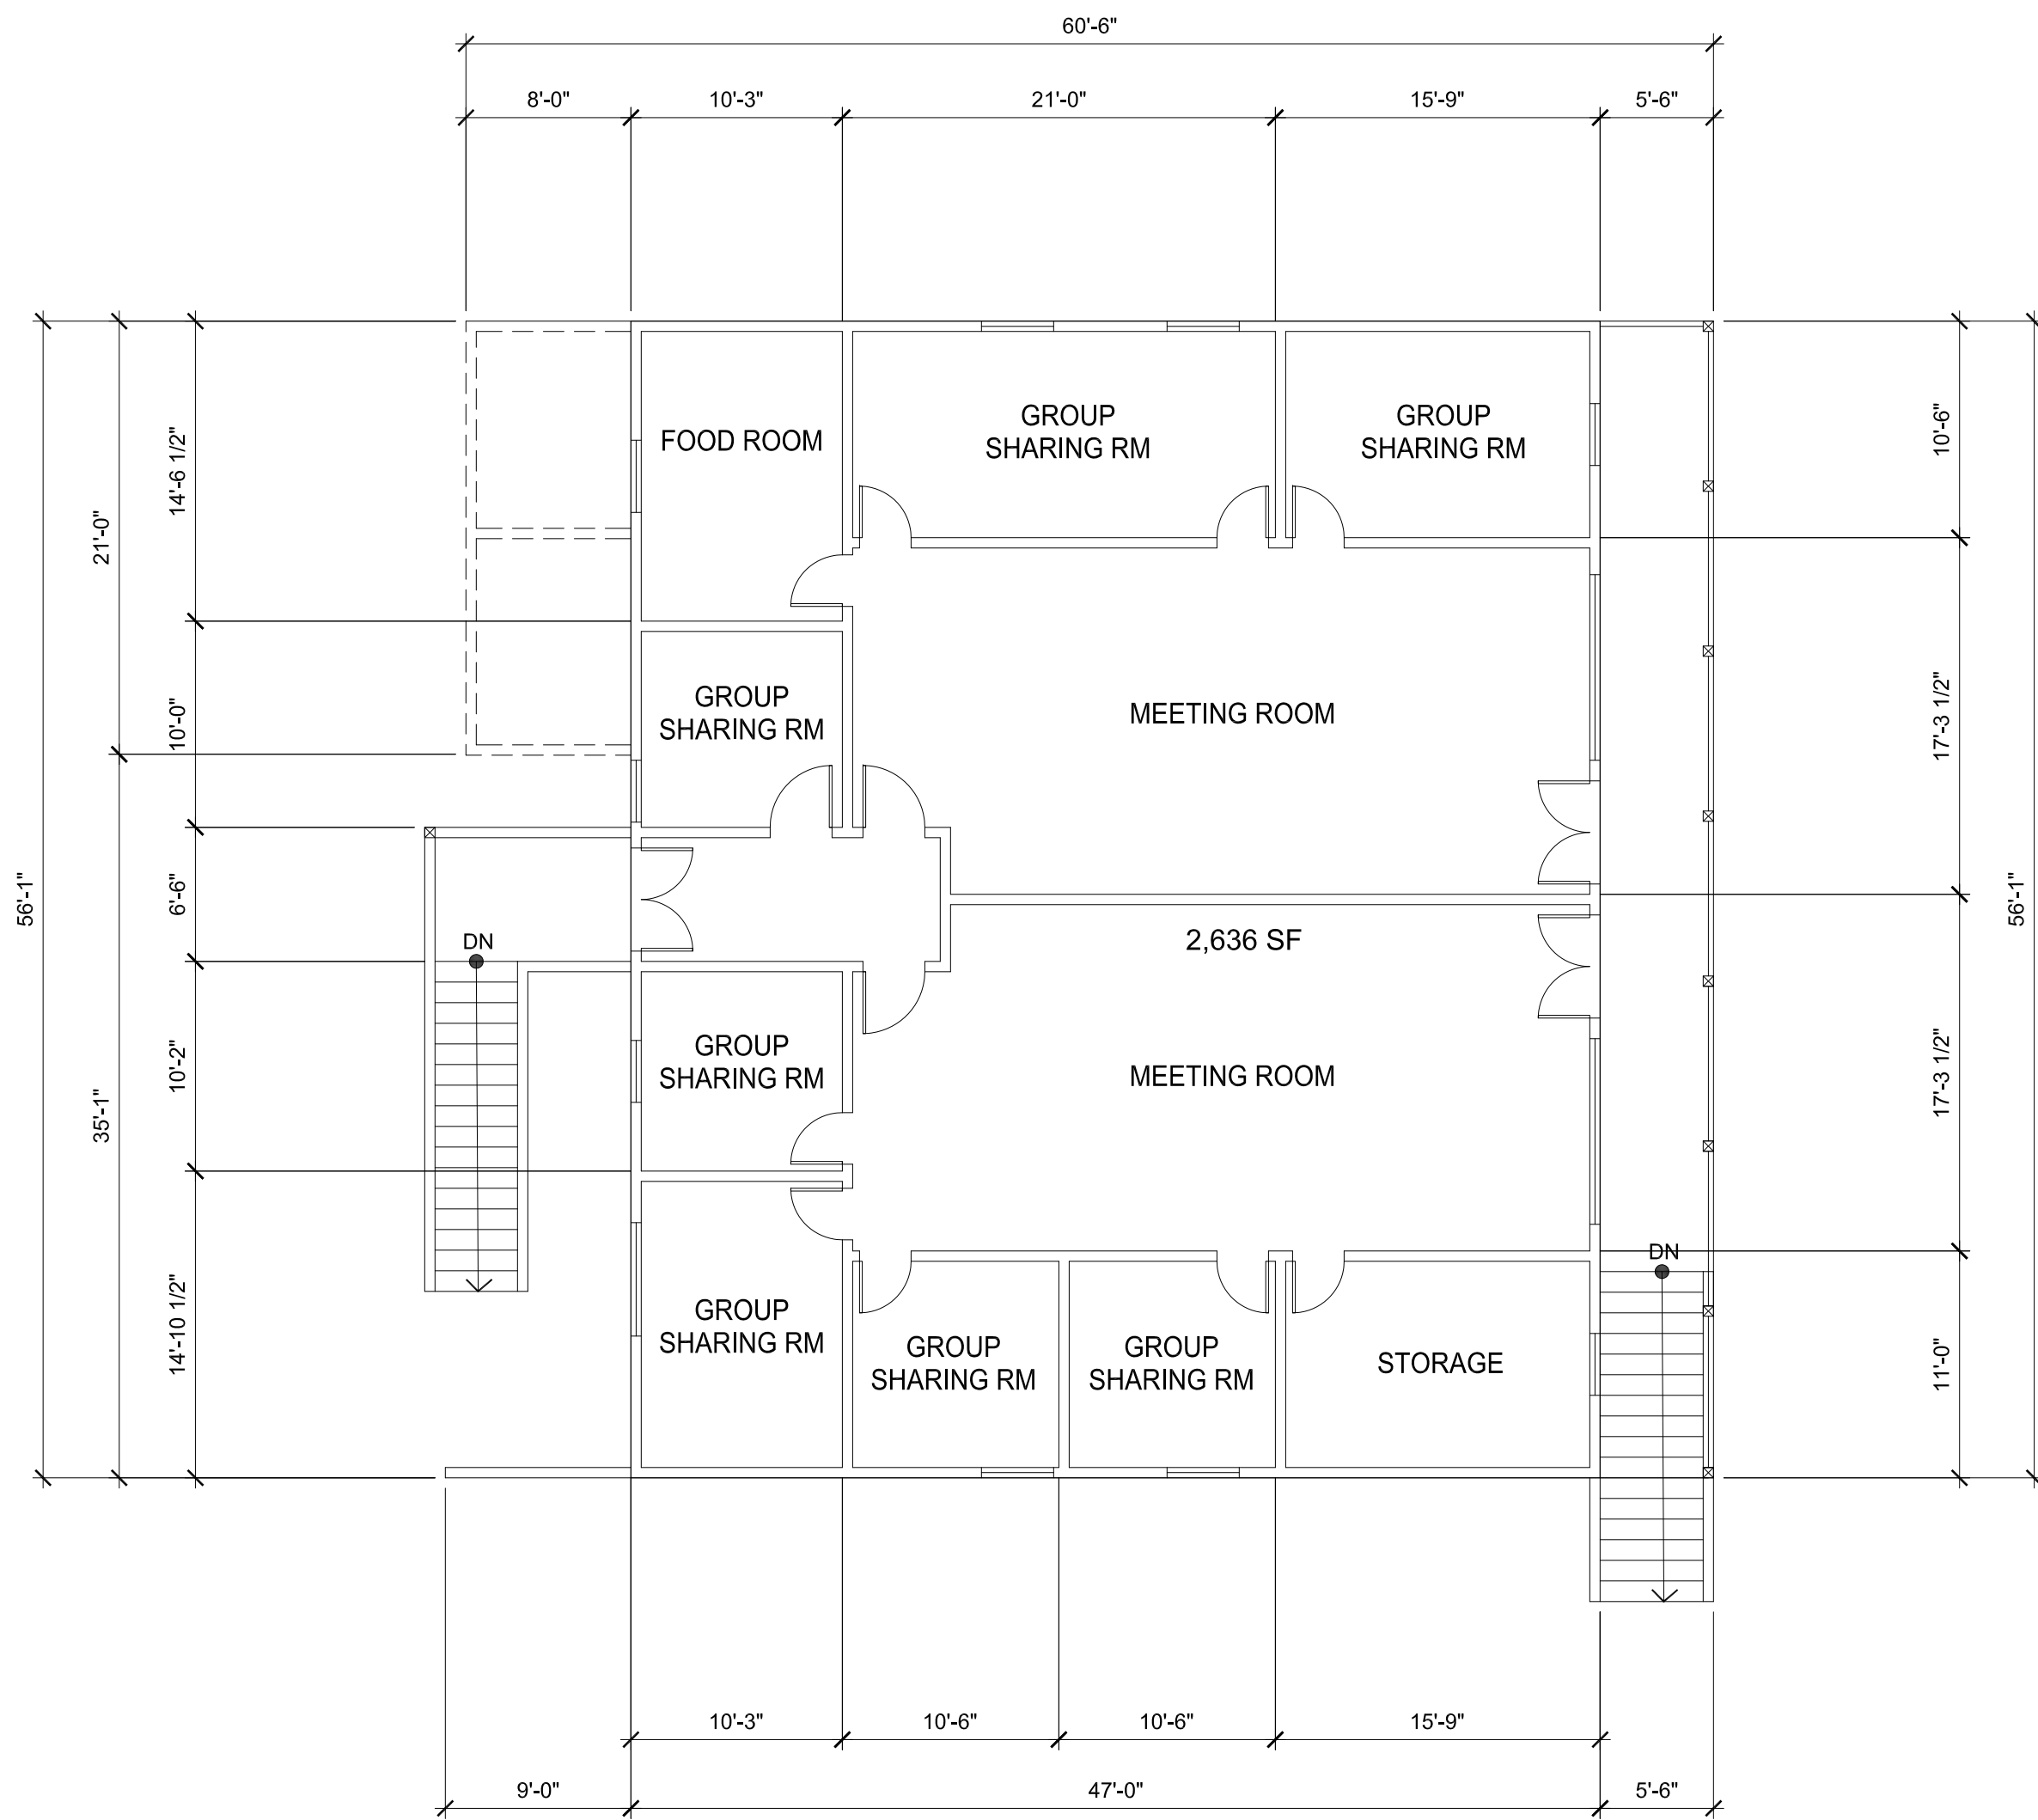 60'-6"
8'-0"
10'-3"
21'-0"
15'-9"
5'-6"
FOOD ROOM
GROUP
SHARING RM
GROUP
SHARING RM
14'-6 1/2"
10'-6"
21'-0"
GROUP
SHARING RM
MEETING ROOM
10'-0"
17'-3 1/2"
56'-1"
6'-6"
56'-1"
DN
2,636 SF
GROUP
SHARING RM
MEETING ROOM
10'-2"
17'-3 1/2"
35'-1"
DN
GROUP
SHARING RM
GROUP
SHARING RM
GROUP
SHARING RM
STORAGE
14'-10 1/2"
11'-0"
10'-3"
10'-6"
10'-6"
15'-9"
9'-0"
47'-0"
5'-6"